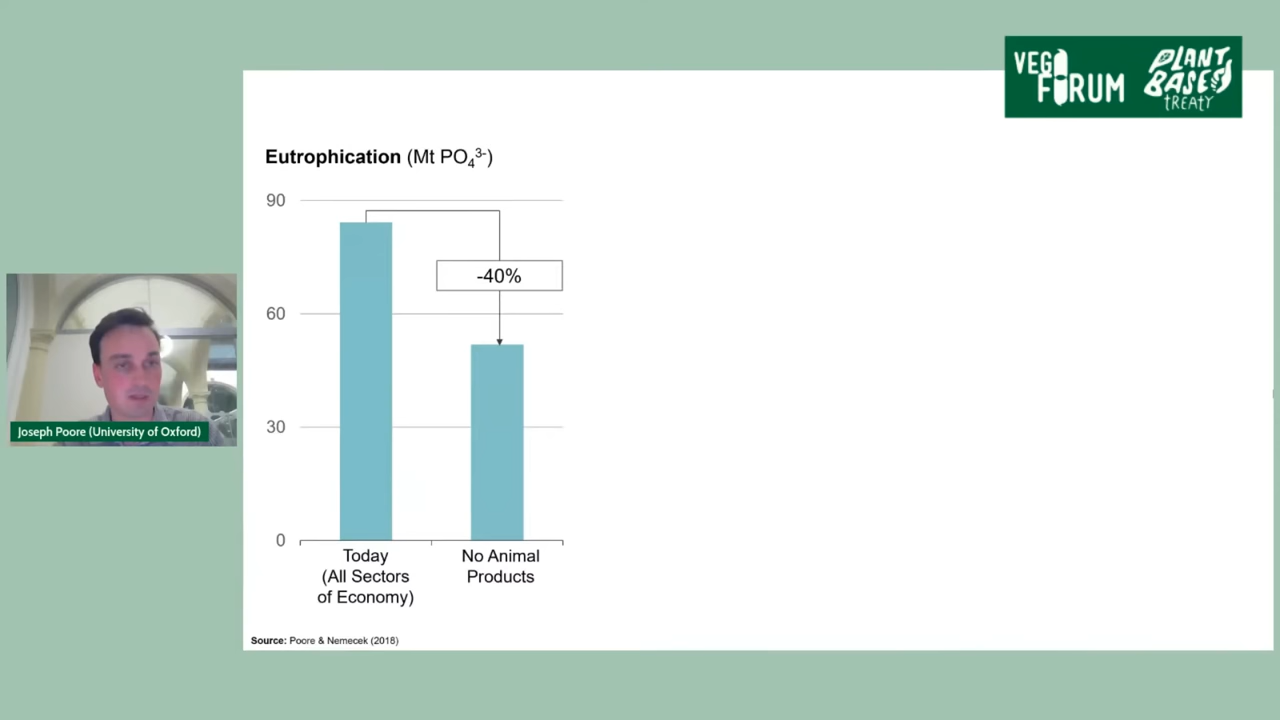 VEGO
FORUM
PLANT
BASED
TREATY
Eutrophication (Mt PO₄³⁻)
90
60
30
0
-40%
Today
(All Sectors
of Economy)
No Animal
Products
Joseph Poore (University of Oxford)
Source: Poore & Nemecek (2018)